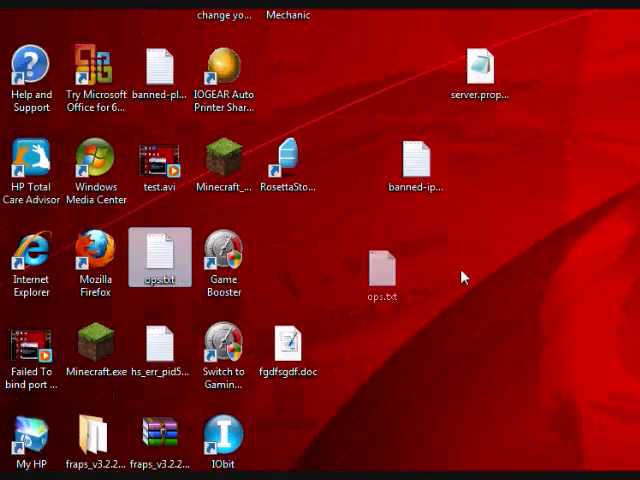 change yo...
Mechanic
Help and
Support
Try Microsoft
Office for 6...
banned-pl...
IOGEAR Auto
Printer Shar...
server.prop...
HP Total
Care Advisor
Windows
Media Center
test.avi
Minecraft_...
RosettaSto...
banned-ip...
Internet
Explorer
Mozilla
Firefox
ops.txt
Game
Booster
ops.txt
Failed To
bind port ...
Minecraft.exe
hs_err_pid5...
Switch to
Gamin...
fgdfsgdf.doc
My HP
fraps_v3.2.2...
fraps_v3.2.2...
IObit